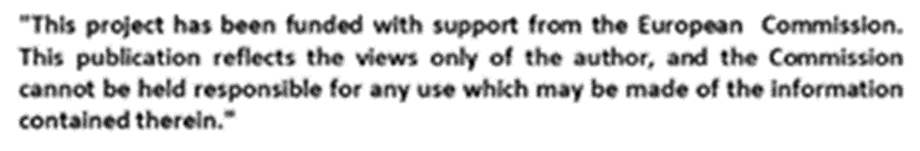 "This project has been funded with support from the European Commission.
This publication reflects the views only of the author, and the Commission
cannot be held responsible for any use which may be made of the information
contained therein."